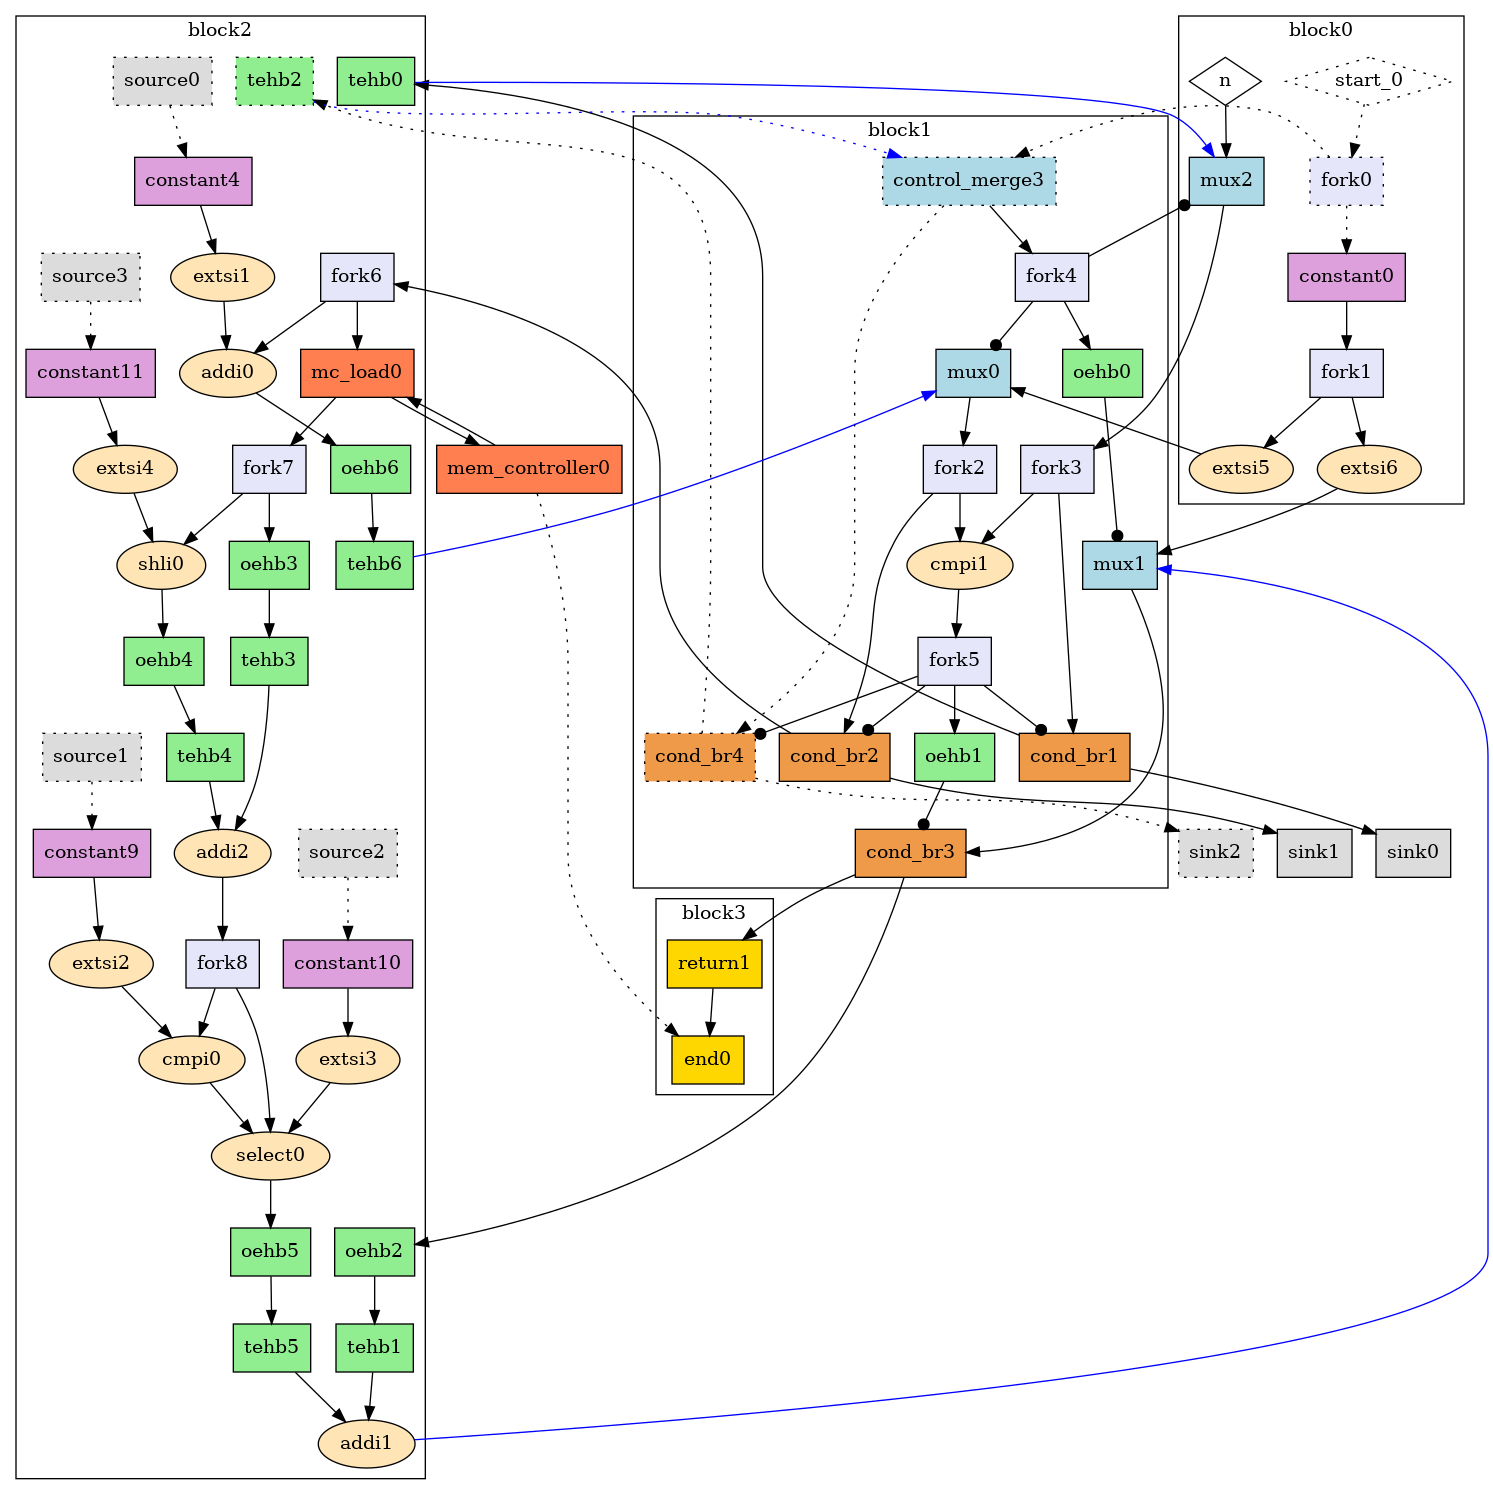 block2
block0
source0
tehb2
tehb0
n
start_0
block1
constant4
control_merge3
mux2
fork0
source3
extsi1
fork6
fork4
constant0
constant11
addi0
mc_load0
mux0
oehb0
fork1
extsi4
fork7
oehb6
mem_controller0
fork2
fork3
extsi5
extsi6
shli0
oehb3
tehb6
cmpi1
mux1
oehb4
tehb3
fork5
source1
tehb4
cond_br4
cond_br2
oehb1
cond_br1
constant9
addi2
source2
cond_br3
sink2
sink1
sink0
block3
extsi2
fork8
constant10
return1
cmpi0
extsi3
end0
select0
oehb5
oehb2
tehb5
tehb1
addi1